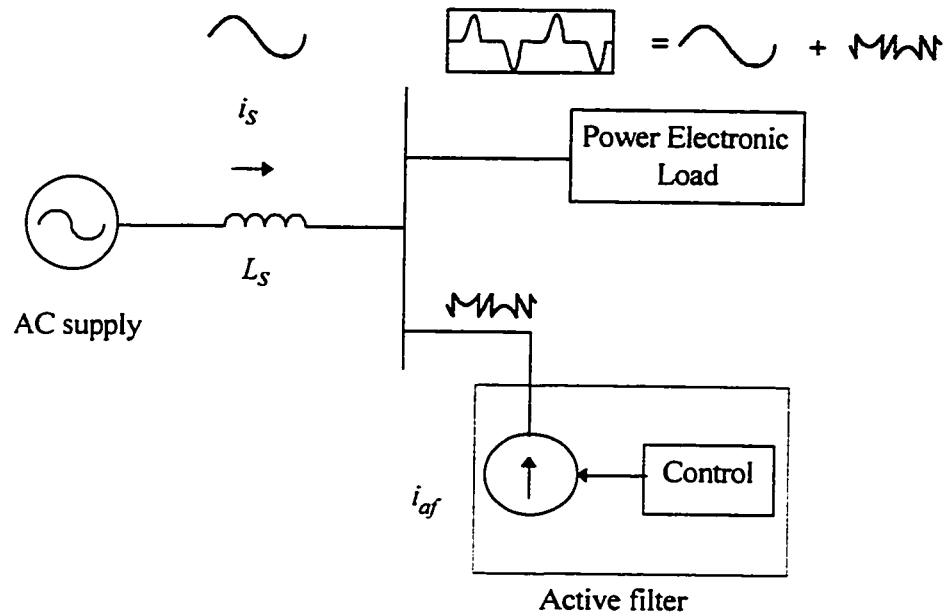 = +
i_S
Power Electronic
Load
L_S
AC supply
Control
i_af
Active filter